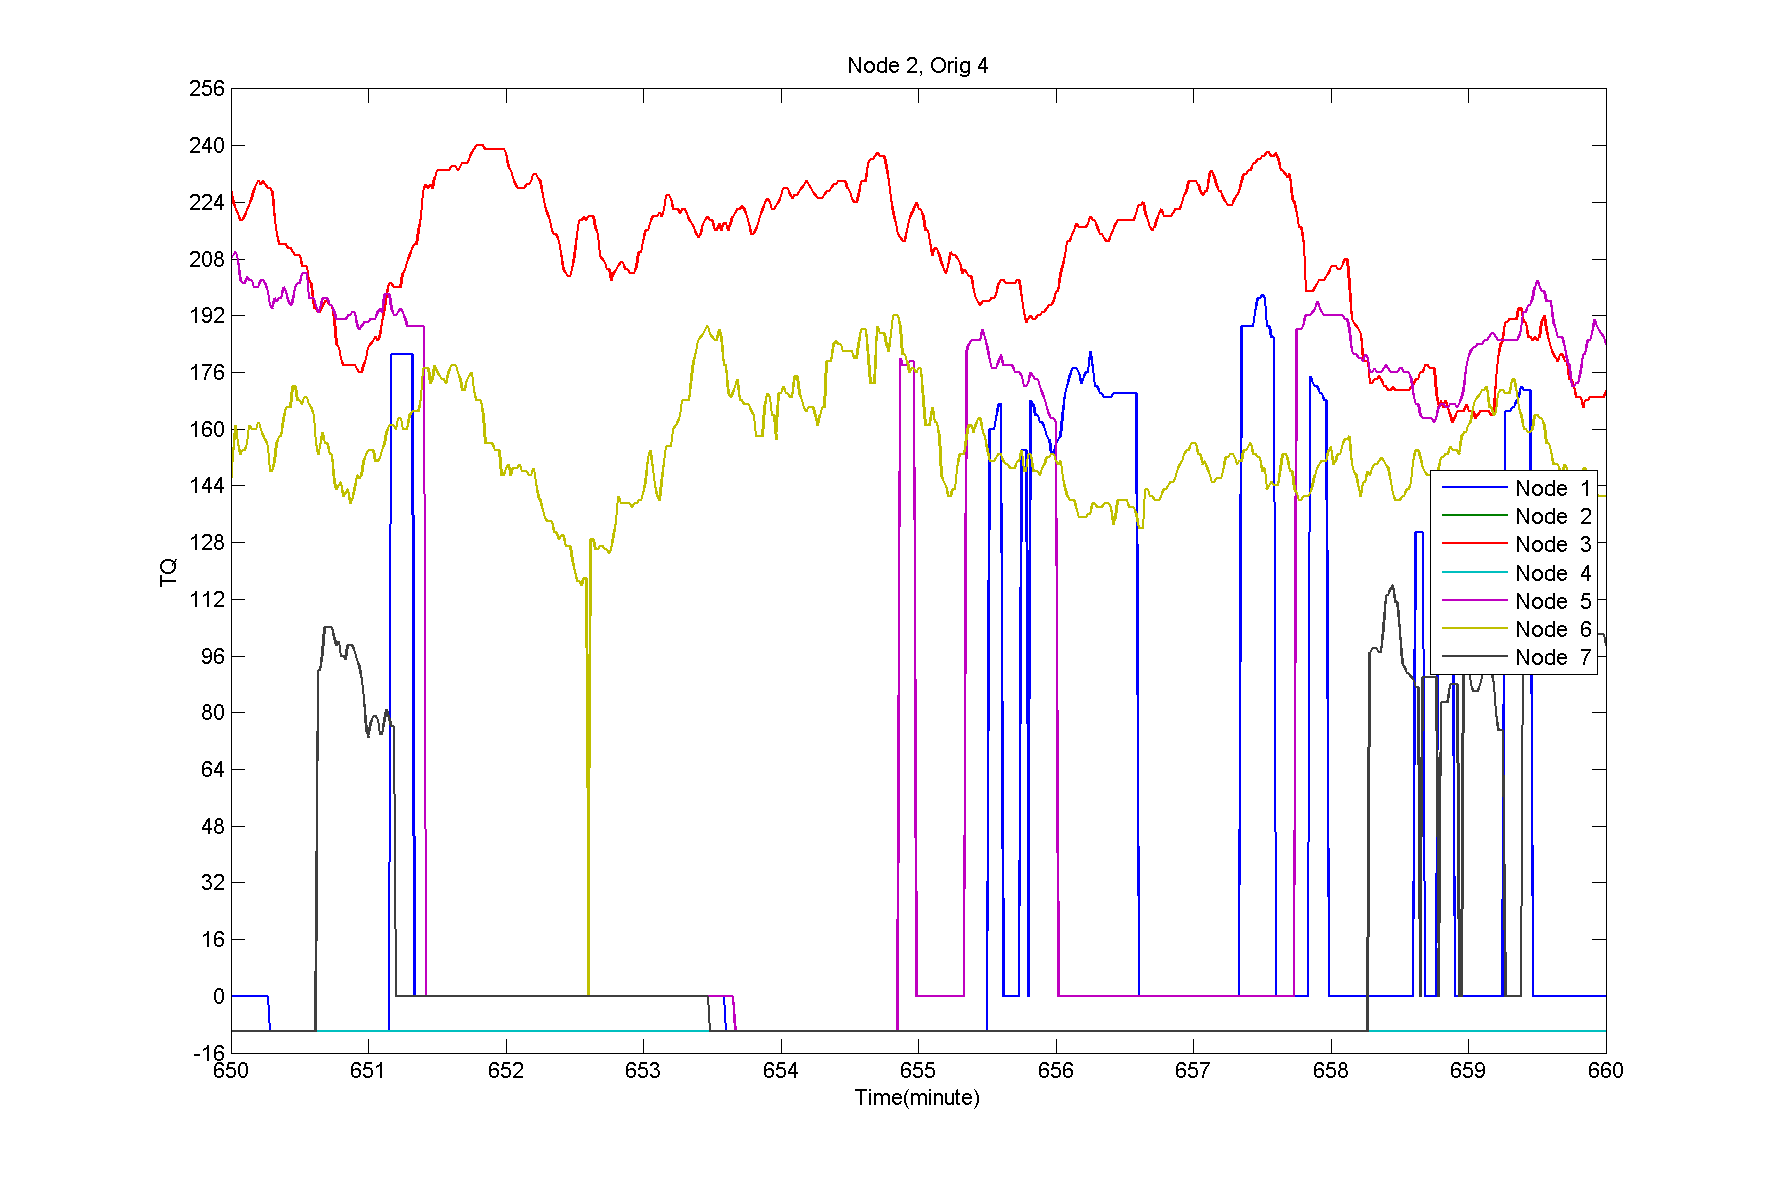 Node 2, Orig 4
256
240
224
208
192
176
160
144
128
112
96
80
64
48
32
16
0
-16
TQ
650 651 652 653 654 655 656 657 658 659 660
Time(minute)
Node 1
Node 2
Node 3
Node 4
Node 5
Node 6
Node 7